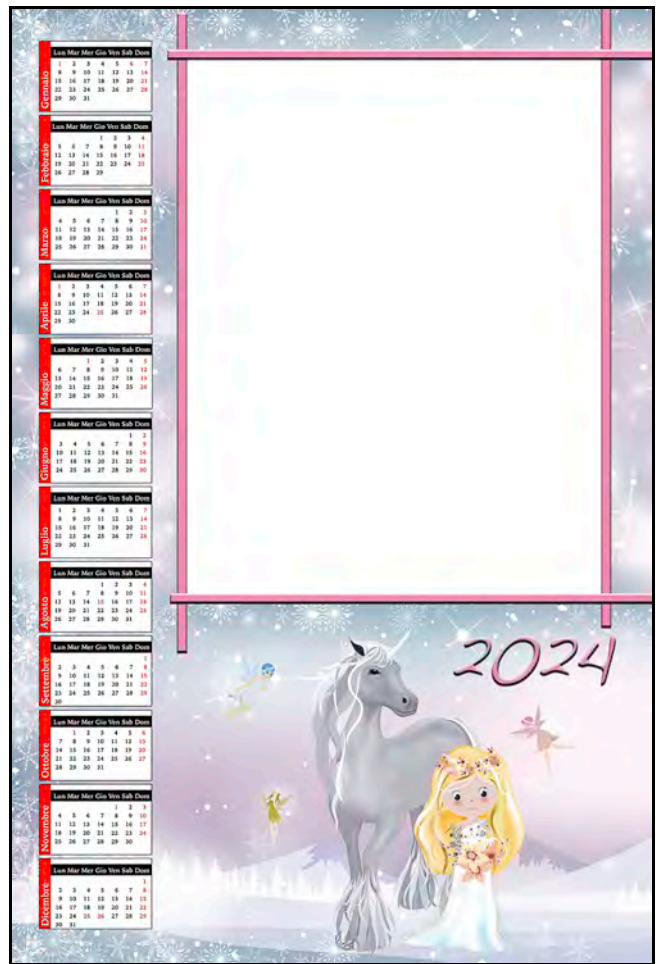 Gennaio
Lun Mar Mer Gio Ven Sab Dom
1 2 3 4 5 6 7
8 9 10 11 12 13 14
15 16 17 18 19 20 21
22 23 24 25 26 27 28
29 30 31
Febbraio
Lun Mar Mer Gio Ven Sab Dom
1 2 3 4
5 6 7 8 9 10 11
12 13 14 15 16 17 18
19 20 21 22 23 24 25
26 27 28 29
Marzo
Lun Mar Mer Gio Ven Sab Dom
1 2 3
4 5 6 7 8 9 10
11 12 13 14 15 16 17
18 19 20 21 22 23 24
25 26 27 28 29 30 31
Aprile
Lun Mar Mer Gio Ven Sab Dom
1 2 3 4 5 6 7
8 9 10 11 12 13 14
15 16 17 18 19 20 21
22 23 24 25 26 27 28
29 30
Maggio
Lun Mar Mer Gio Ven Sab Dom
1 2 3 4 5
6 7 8 9 10 11 12
13 14 15 16 17 18 19
20 21 22 23 24 25 26
27 28 29 30 31
Giugno
Lun Mar Mer Gio Ven Sab Dom
1 2
3 4 5 6 7 8 9
10 11 12 13 14 15 16
17 18 19 20 21 22 23
24 25 26 27 28 29 30
Luglio
Lun Mar Mer Gio Ven Sab Dom
1 2 3 4 5 6 7
8 9 10 11 12 13 14
15 16 17 18 19 20 21
22 23 24 25 26 27 28
29 30 31
Agosto
Lun Mar Mer Gio Ven Sab Dom
1 2 3 4
5 6 7 8 9 10 11
12 13 14 15 16 17 18
19 20 21 22 23 24 25
26 27 28 29 30 31
Settembre
Lun Mar Mer Gio Ven Sab Dom
1
2 3 4 5 6 7 8
9 10 11 12 13 14 15
16 17 18 19 20 21 22
23 24 25 26 27 28 29
30
Ottobre
Lun Mar Mer Gio Ven Sab Dom
1 2 3 4 5 6
7 8 9 10 11 12 13
14 15 16 17 18 19 20
21 22 23 24 25 26 27
28 29 30 31
Novembre
Lun Mar Mer Gio Ven Sab Dom
1 2 3
4 5 6 7 8 9 10
11 12 13 14 15 16 17
18 19 20 21 22 23 24
25 26 27 28 29 30
Dicembre
Lun Mar Mer Gio Ven Sab Dom
1
2 3 4 5 6 7 8
9 10 11 12 13 14 15
16 17 18 19 20 21 22
23 24 25 26 27 28 29
30 31
2024